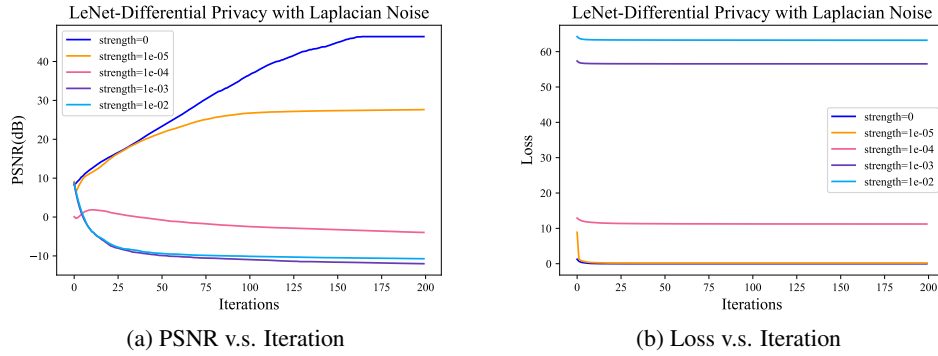 LeNet-Differential Privacy with Laplacian Noise
strength=0
strength=1e-05
strength=1e-04
strength=1e-03
strength=1e-02
PSNR(dB)
40
30
20
10
0
−10
0
25
50
75
100
125
150
175
200
Iterations
(a) PSNR v.s. Iteration
LeNet-Differential Privacy with Laplacian Noise
Loss
60
50
40
30
20
10
0
strength=0
strength=1e-05
strength=1e-04
strength=1e-03
strength=1e-02
0
25
50
75
100
125
150
175
200
Iterations
(b) Loss v.s. Iteration